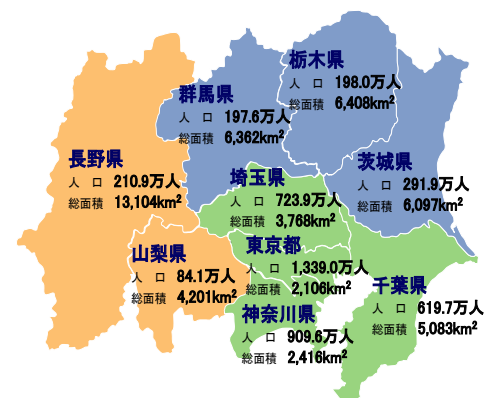 栃木県
人　口 198.0万人
総面積 6,408km²
群馬県
人　口 197.6万人
総面積 6,362km²
長野県
人　口 210.9万人
総面積 13,104km²
茨城県
人　口 291.9万人
総面積 6,097km²
埼玉県
人　口 723.9万人
総面積 3,768km²
山梨県
人　口 84.1万人
総面積 4,201km²
東京都
人　口 1,339.0万人
総面積 2,106km²
千葉県
人　口 619.7万人
総面積 5,083km²
神奈川県
人　口 909.6万人
総面積 2,416km²